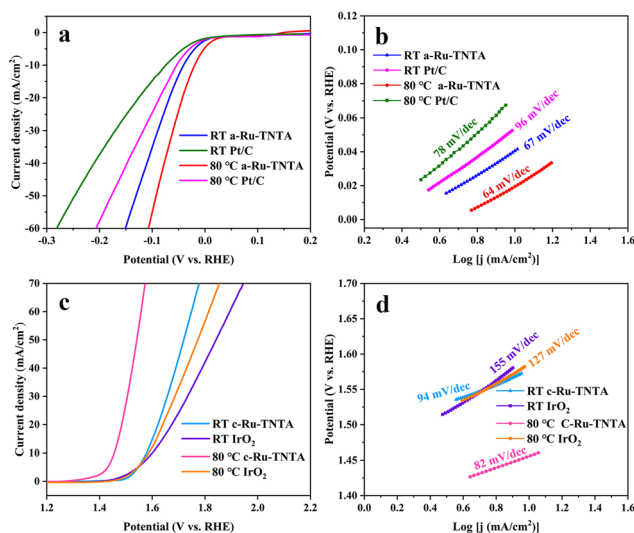 a
Current density (mA/cm²)
0
-10
-20
-30
-40
-50
-60
RT a-Ru-TNTA
RT Pt/C
80 °C a-Ru-TNTA
80 °C Pt/C
-0.3 -0.2 -0.1 0.0 0.1 0.2
Potential (V vs. RHE)
b
Potential (V vs. RHE)
0.12
0.10
0.08
0.06
0.04
0.02
0.00
RT a-Ru-TNTA
RT Pt/C
80 °C a-Ru-TNTA
80 °C Pt/C
78 mV/dec
96 mV/dec
67 mV/dec
64 mV/dec
0.0 0.2 0.4 0.6 0.8 1.0 1.2 1.4 1.6
Log [j (mA/cm²)]
c
Current density (mA/cm²)
70
60
50
40
30
20
10
0
RT c-Ru-TNTA
RT IrO₂
80 °C c-Ru-TNTA
80 °C IrO₂
1.2 1.4 1.6 1.8 2.0 2.2
Potential (V vs. RHE)
d
Potential (V vs. RHE)
1.70
1.65
1.60
1.55
1.50
1.45
1.40
155 mV/dec
127 mV/dec
94 mV/dec
82 mV/dec
RT c-Ru-TNTA
RT IrO₂
80 °C C-Ru-TNTA
80 °C IrO₂
0.0 0.2 0.4 0.6 0.8 1.0 1.2 1.4 1.6
Log [j (mA/cm²)]